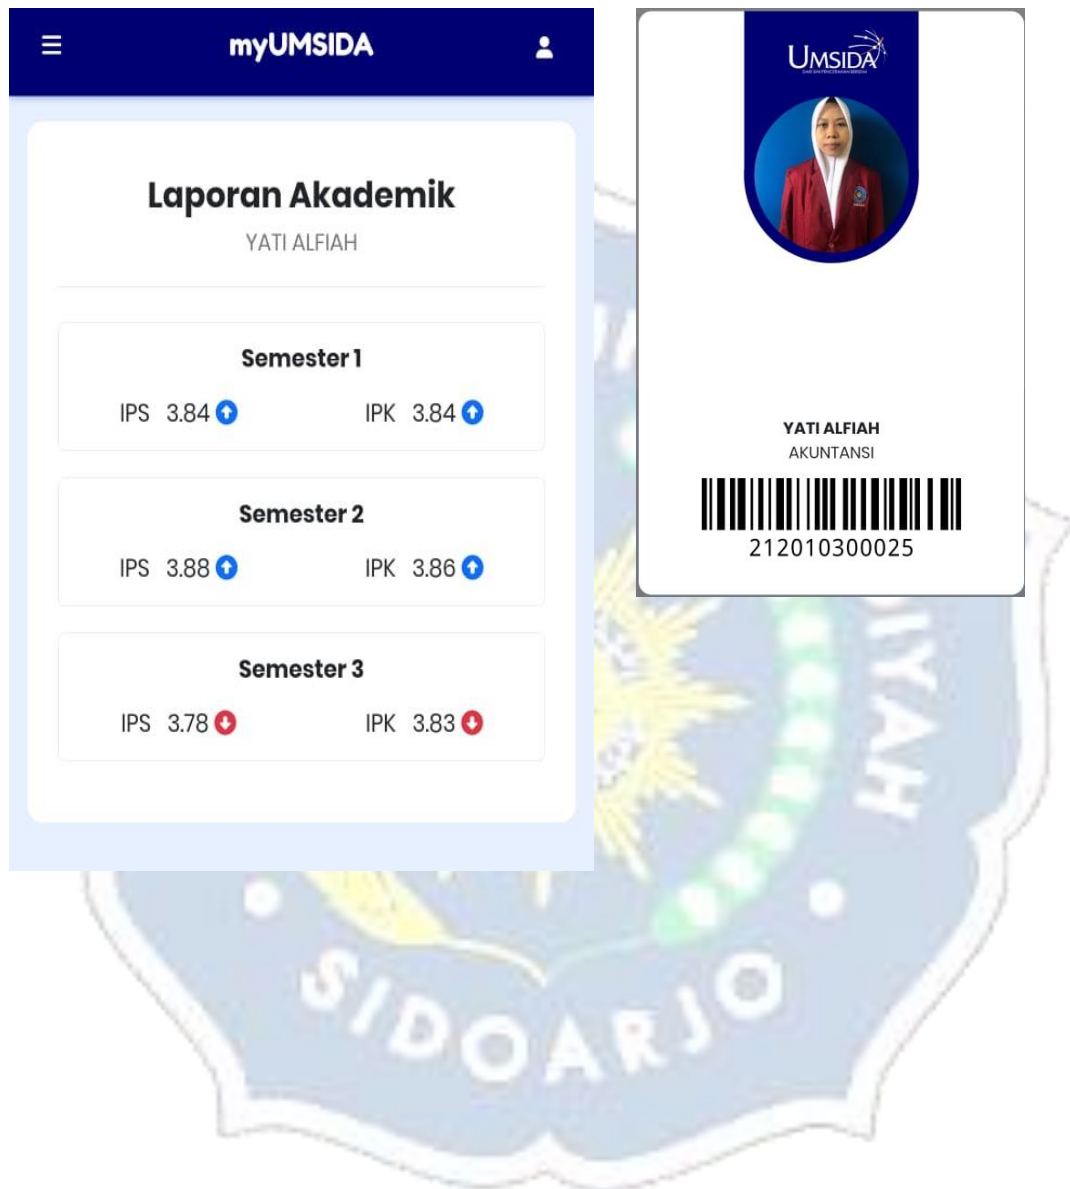 myUMSIDA
Laporan Akademik
YATI ALFIAH
Semester 1
IPS 3.84 IPK 3.84
Semester 2
IPS 3.88 IPK 3.86
Semester 3
IPS 3.78 IPK 3.83
UMSIDA
YATI ALFIAH
AKUNTANSI
212010300025
SIDOARJO